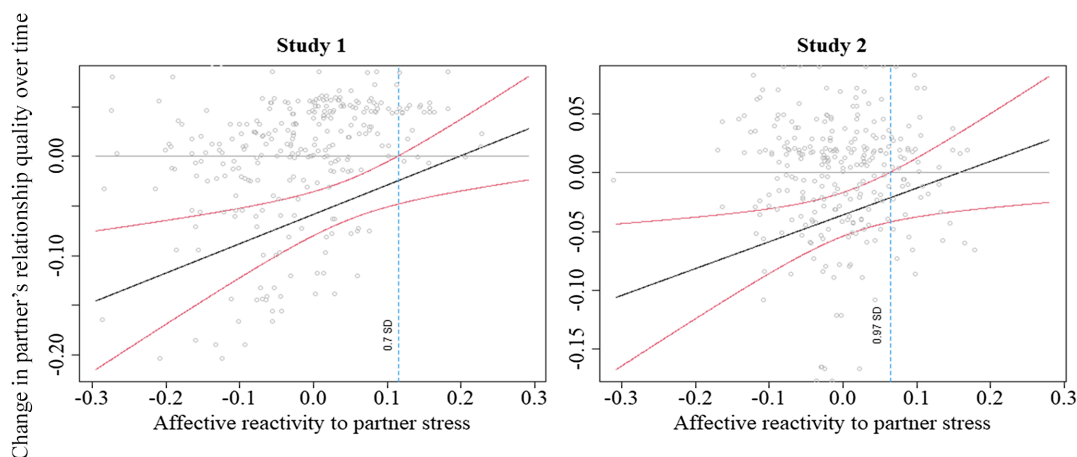 Change in partner's relationship quality over time
Study 1
0.00
-0.10
-0.20
0.7 SD
-0.3 -0.2 -0.1 0.0 0.1 0.2 0.3
Affective reactivity to partner stress
Study 2
0.05
0.00
-0.05
-0.10
-0.15
0.97 SD
-0.3 -0.2 -0.1 0.0 0.1 0.2 0.3
Affective reactivity to partner stress